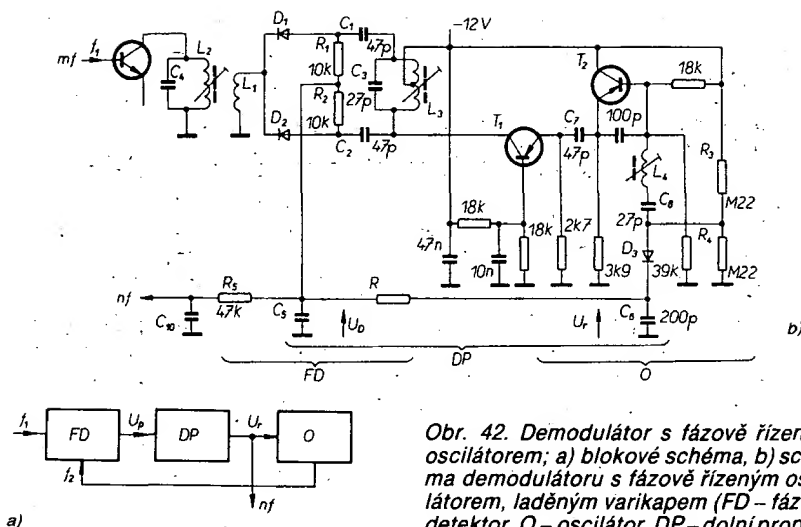 -12V
D₁
C₁
47p
mf
f₁
L₂
C₄
L₁
R₁
10k
R₂
10k
27p
C₃
L₃
D₂
C₂
47p
T₂
18k
T₁
C₇
47p
100p
R₃
M22
L₄
C₈
27p
18k
47n
10n
18k
2k7
3k9
D₃
39k
R₄
M22
nf
R₅
47k
R
C₁₀
C₅
U_D
U_r
C₆
200p
b)
FD
DP
O
f₁
FD
U_p
DP
U_r
O
f₂
nf
a)
Obr. 42. Demodulátor s fázově řízen
oscilátorem; a) blokové schéma, b) sc
ma demodulátoru s fázově řízeným os
látorem, laděným varikapem (FD – fáz
detektor, O – oscilátor, DP – dolní prop